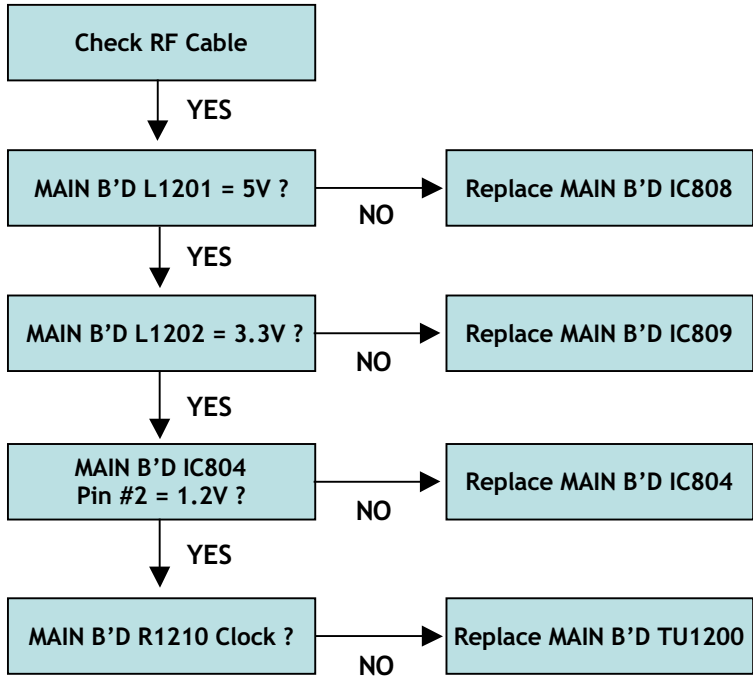 Check RF Cable
YES
MAIN B’D L1201 = 5V ?
NO
Replace MAIN B’D IC808
YES
MAIN B’D L1202 = 3.3V ?
NO
Replace MAIN B’D IC809
YES
MAIN B’D IC804
Pin #2 = 1.2V ?
NO
Replace MAIN B’D IC804
YES
MAIN B’D R1210 Clock ?
NO
Replace MAIN B’D TU1200